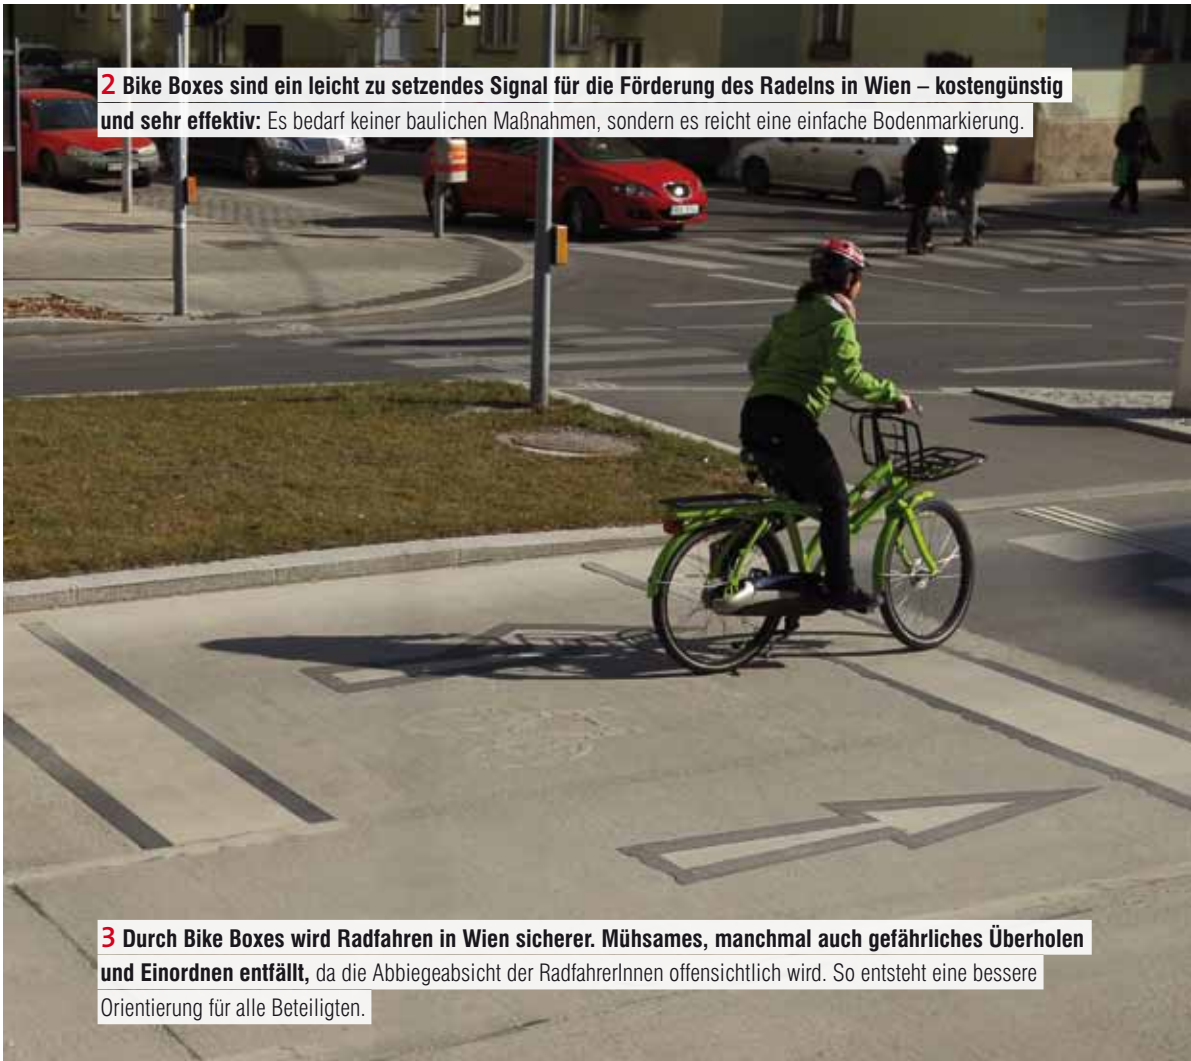 2 Bike Boxes sind ein leicht zu setzendes Signal für die Förderung des Radelns in Wien – kostengünstig
und sehr effektiv: Es bedarf keiner baulichen Maßnahmen, sondern es reicht eine einfache Bodenmarkierung.
3 Durch Bike Boxes wird Radfahren in Wien sicherer. Mühsames, manchmal auch gefährliches Überholen
und Einordnen entfällt, da die Abbiegeabsicht der RadfahrerInnen offensichtlich wird. So entsteht eine bessere
Orientierung für alle Beteiligten.